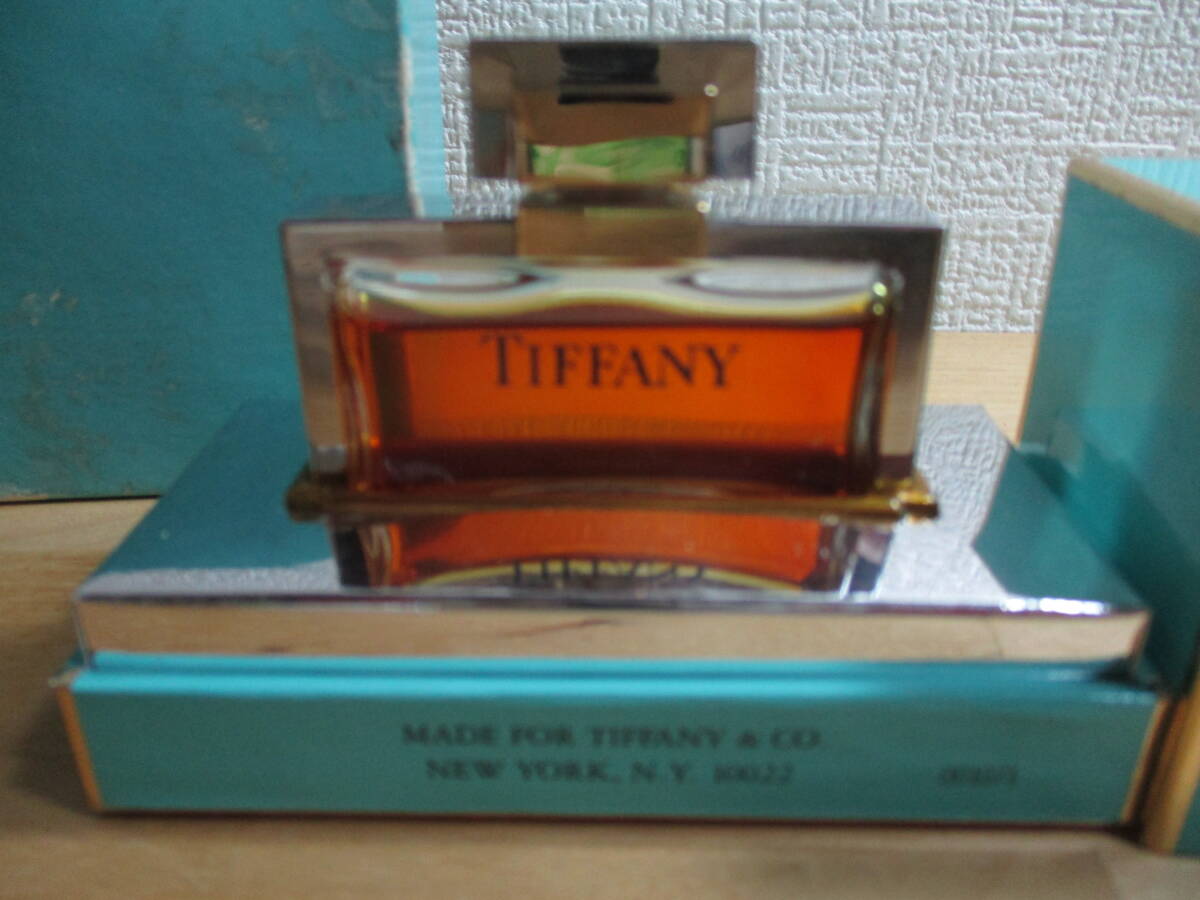 TIFFANY
MADE FOR TIFFANY & CO.
NEW YORK, N.Y. 10022